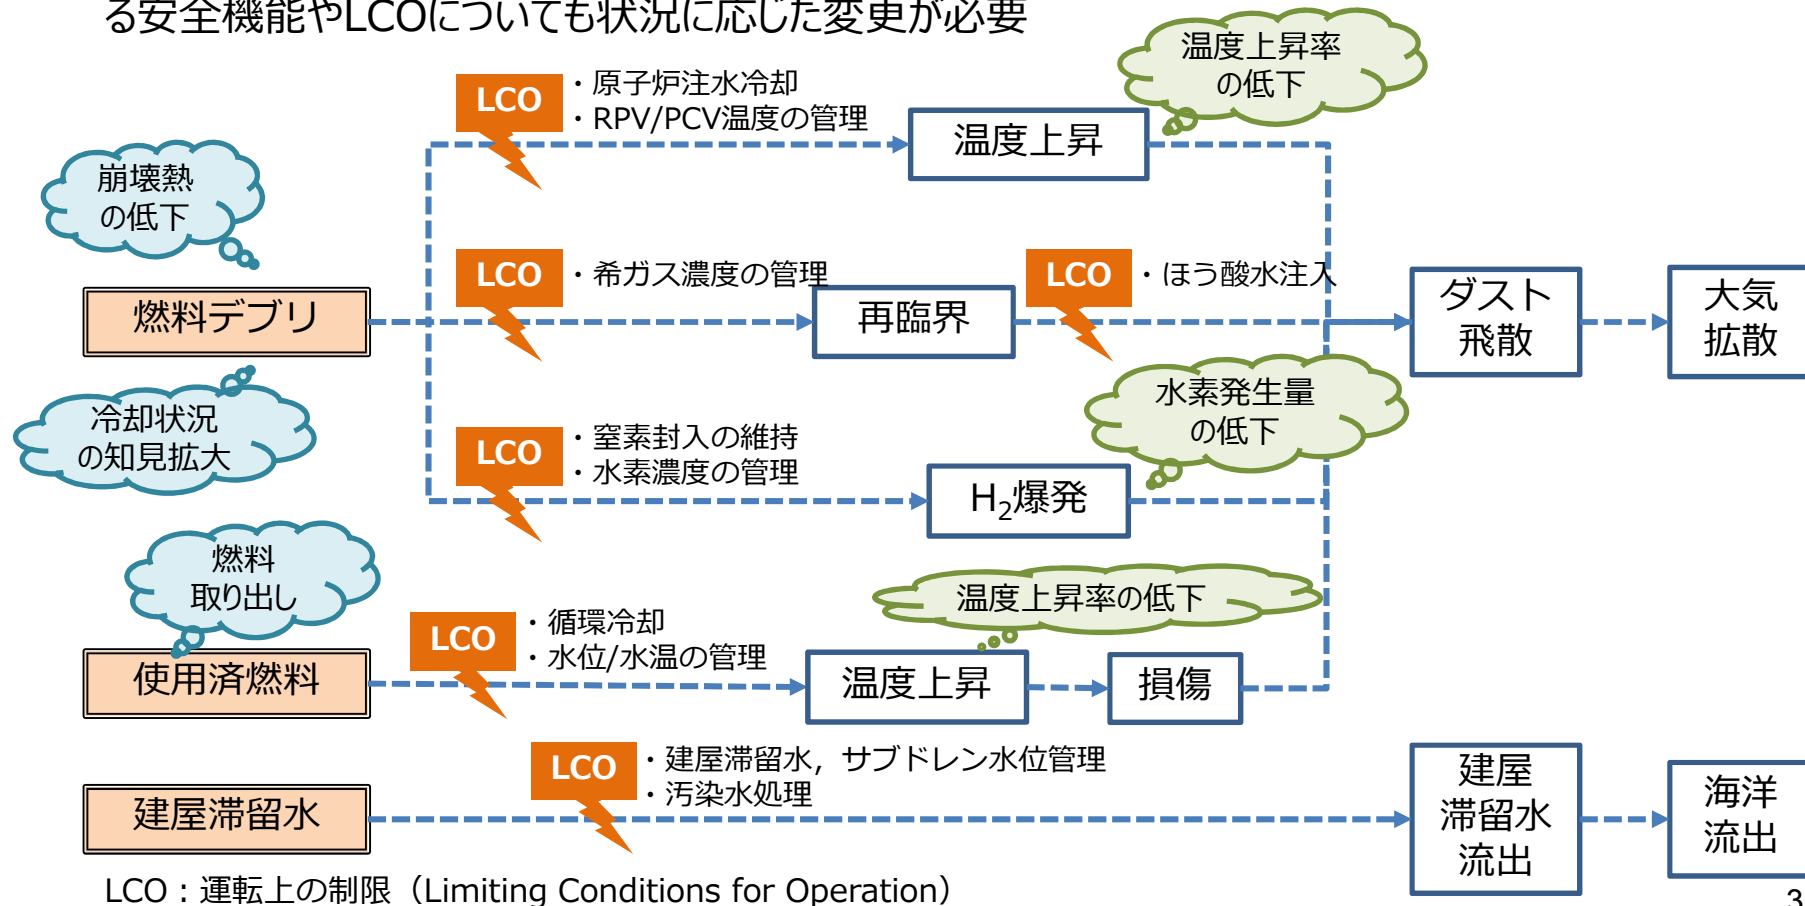 る安全機能やLCOについても状況に応じた変更が必要
温度上昇率
の低下
LCO
・原子炉注水冷却
・RPV/PCV温度の管理
温度上昇
崩壊熱
の低下
LCO
・希ガス濃度の管理
LCO
・ほう酸水注入
燃料デブリ
再臨界
ダスト
飛散
大気
拡散
冷却状況
の知見拡大
水素発生量
の低下
LCO
・窒素封入の維持
・水素濃度の管理
H₂爆発
燃料
取り出し
温度上昇率の低下
LCO
・循環冷却
・水位/水温の管理
使用済燃料
温度上昇
損傷
LCO
・建屋滞留水，サブドレン水位管理
・汚染水処理
建屋滞留水
建屋
滞留水
流出
海洋
流出
LCO：運転上の制限（Limiting Conditions for Operation）
3